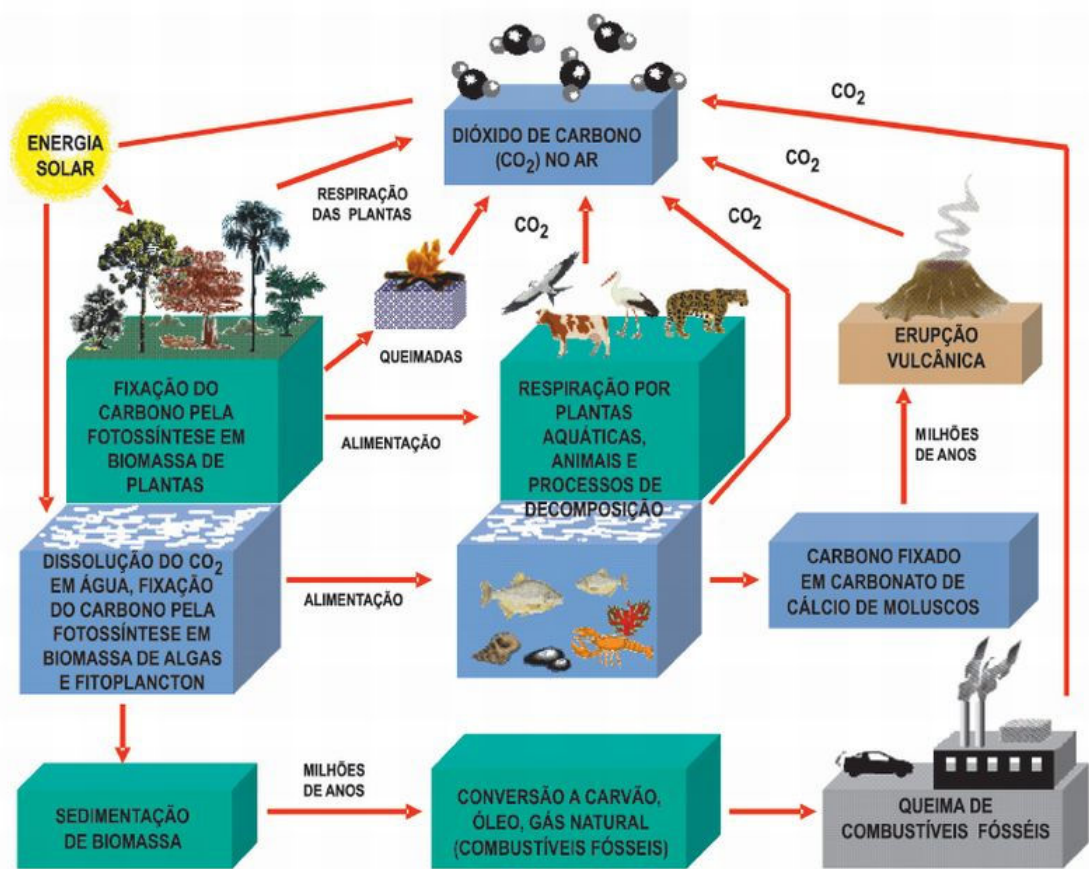 CO₂
DIÓXIDO DE CARBONO
(CO₂) NO AR
ENERGIA
SOLAR
CO₂
RESPIRAÇÃO
DAS PLANTAS
CO₂
CO₂
QUEIMADAS
ERUPÇÃO
VULCÂNICA
FIXAÇÃO DO
CARBONO PELA
FOTOSSÍNTESE EM
BIOMASSA DE
PLANTAS
ALIMENTAÇÃO
RESPIRAÇÃO POR
PLANTAS
AQUÁTICAS,
ANIMAIS E
PROCESSOS DE
DECOMPOSIÇÃO
MILHÕES
DE ANOS
DISSOLUÇÃO DO CO₂
EM ÁGUA, FIXAÇÃO
DO CARBONO PELA
FOTOSSÍNTESE EM
BIOMASSA DE ALGAS
E FITOPLANCTON
ALIMENTAÇÃO
CARBONO FIXADO
EM CARBONATO DE
CÁLCIO DE MOLUSCOS
SEDIMENTAÇÃO
DE BIOMASSA
MILHÕES
DE ANOS
CONVERSÃO A CARVÃO,
ÓLEO, GÁS NATURAL
(COMBUSTÍVEIS FÓSSEIS)
QUEIMA DE
COMBUSTÍVEIS FÓSSÉIS